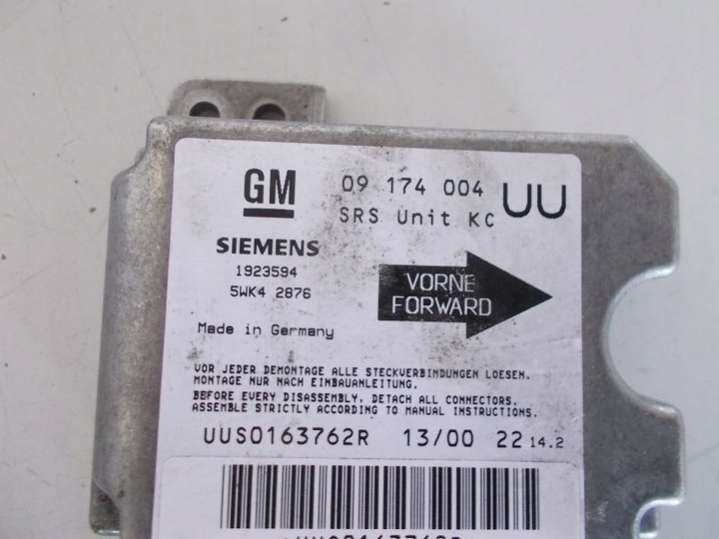 GM 09 174 004 UU
SRS Unit KC
SIEMENS
1923594
5WK4 2876
VORNE
FORWARD
Made in Germany
VOR JEDER DEMONTAGE ALLE STECKVERBINDUNGEN LOESEN.
MONTAGE NUR NACH EINBAUANLEITUNG.
BEFORE EVERY DISASSEMBLY, DETACH ALL CONNECTORS.
ASSEMBLE STRICTLY ACCORDING TO MANUAL INSTRUCTIONS.
UUS0163762R 13/00 22 14.2